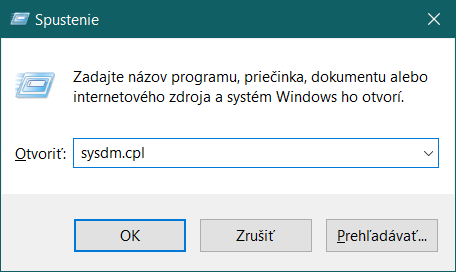 Spustenie
Zadajte názov programu, priečinka, dokumentu alebo
internetového zdroja a systém Windows ho otvorí.
Otvoriť: sysdm.cpl
OK Zrušiť Prehľadávať...